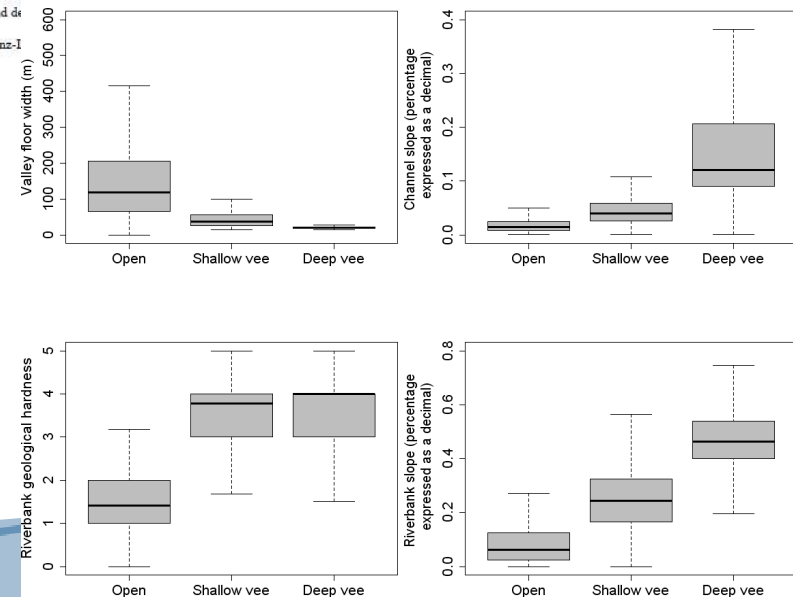 d de
nz-I
Valley floor width (m)
600
500
400
300
200
100
0
Open Shallow vee Deep vee
Channel slope (percentage
expressed as a decimal)
0.4
0.3
0.2
0.1
0.0
Open Shallow vee Deep vee
Riverbank geological hardness
5
4
3
2
1
0
Open Shallow vee Deep vee
Riverbank slope (percentage
expressed as a decimal)
0.8
0.6
0.4
0.2
0.0
Open Shallow vee Deep vee